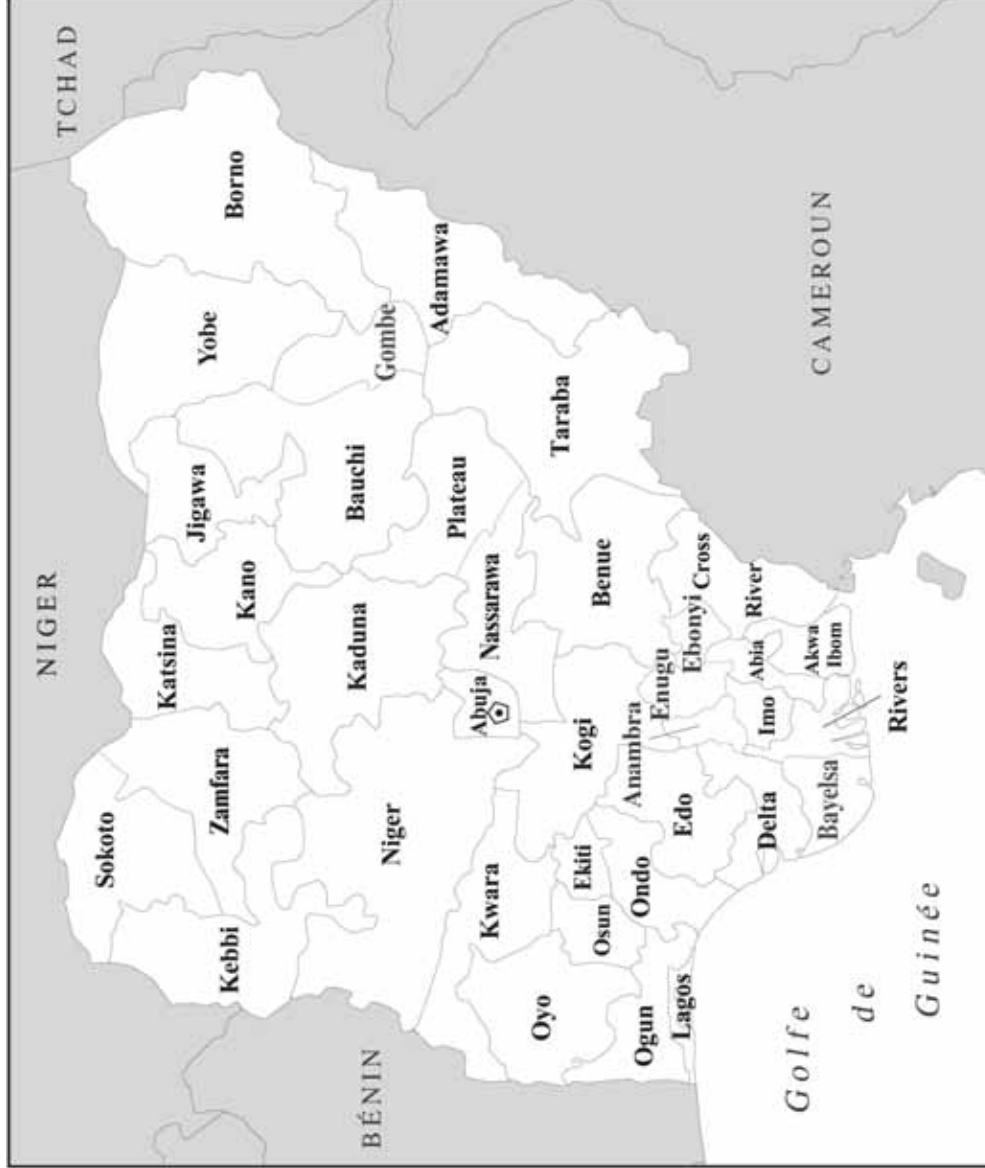 NIGER
TCHAD
Sokoto
Katsina
Jigawa
Yobe
Borno
Kebbi
Zamfara
Kano
Kaduna
Bauchi
Gombe
Adamawa
Niger
Abuja
Nassarawa
Plateau
Kwara
BÉNIN
Oyo
Osun
Ekiti
Kogi
Benue
Taraba
Ogun
Ondo
Edo
Anambra
Enugu
Ebonyi
Cross
River
Lagos
Delta
Imo
Abia
Akwa
Ibom
Bayelsa
Rivers
CAMEROUN
Golfe
de
Guinée